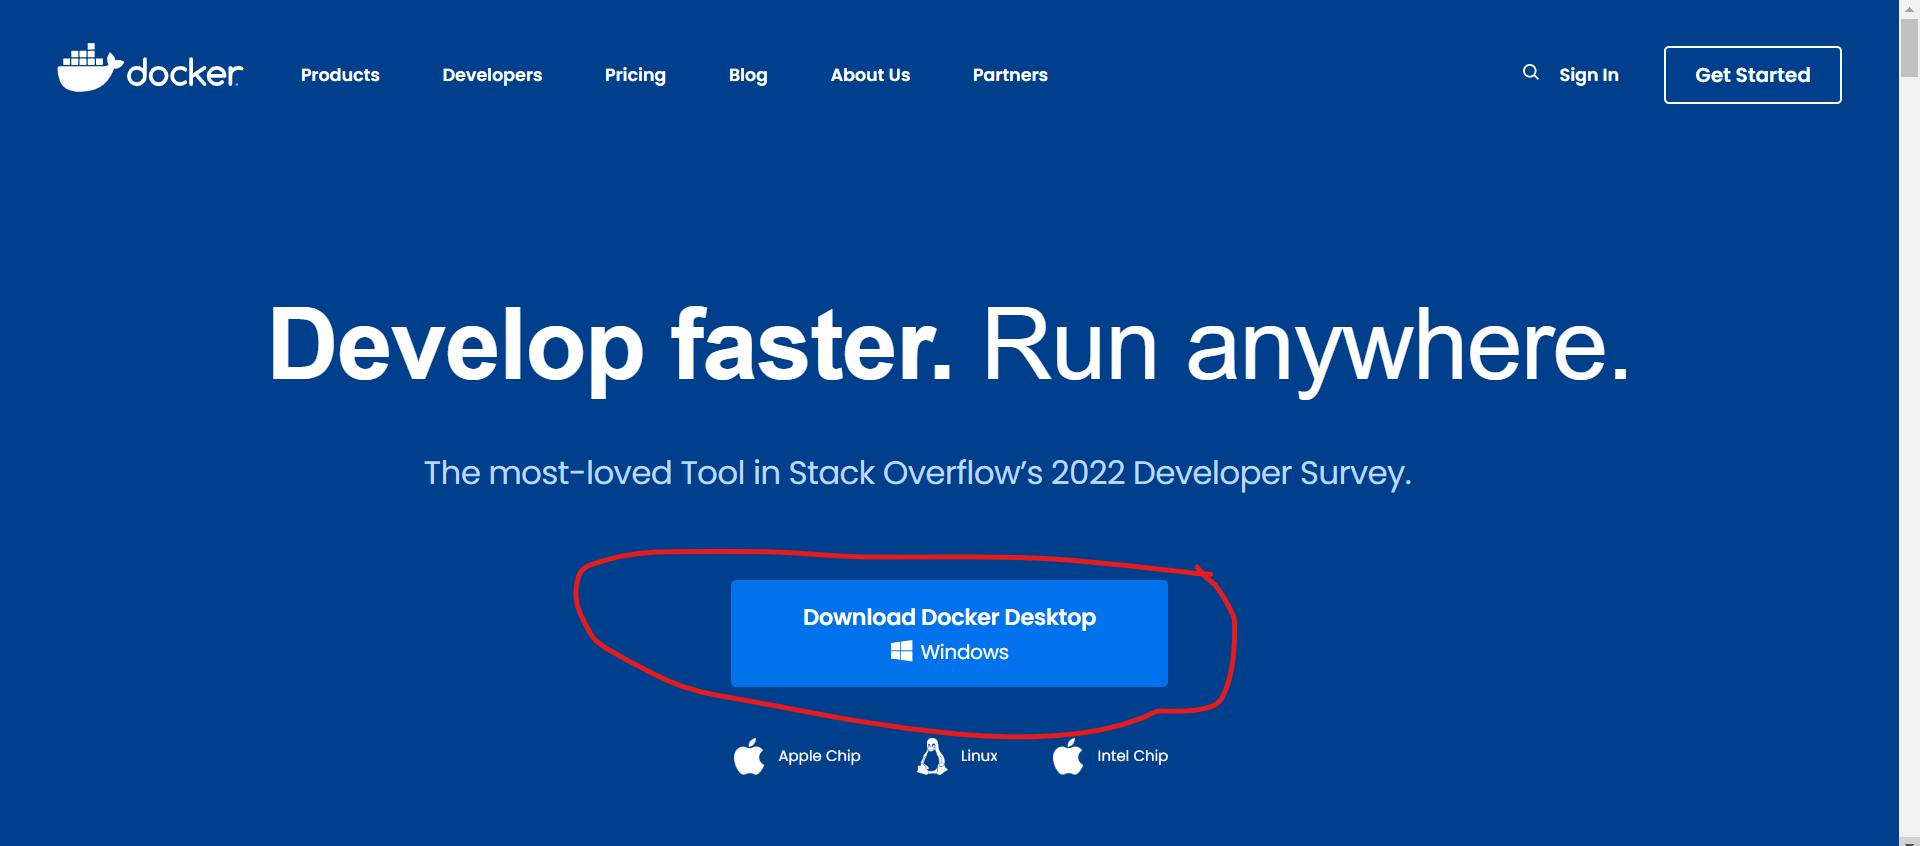 docker
Products Developers Pricing Blog About Us Partners Sign In Get Started
Develop faster. Run anywhere.
The most-loved Tool in Stack Overflow’s 2022 Developer Survey.
Download Docker Desktop
Windows
Apple Chip Linux Intel Chip